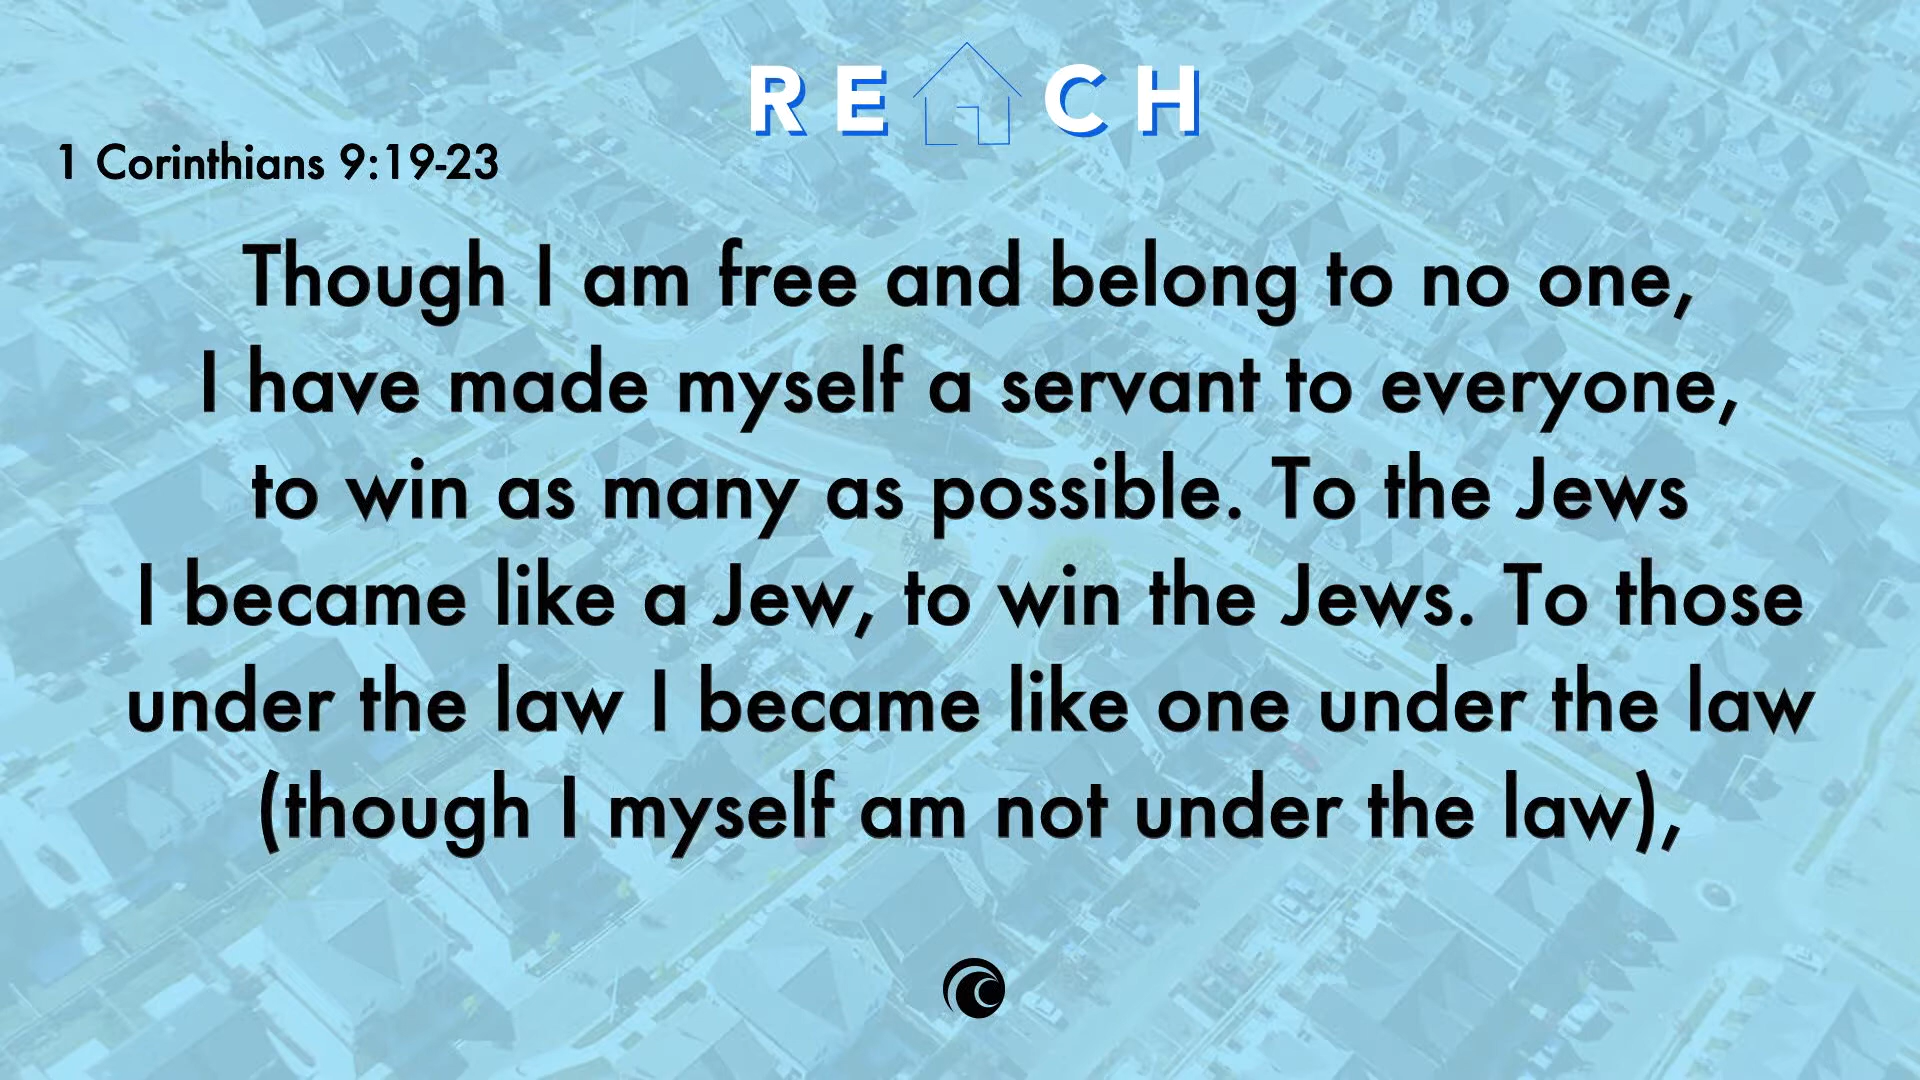 RE CH
1 Corinthians 9:19-23
Though I am free and belong to no one,
I have made myself a servant to everyone,
to win as many as possible. To the Jews
I became like a Jew, to win the Jews. To those
under the law I became like one under the law
(though I myself am not under the law),